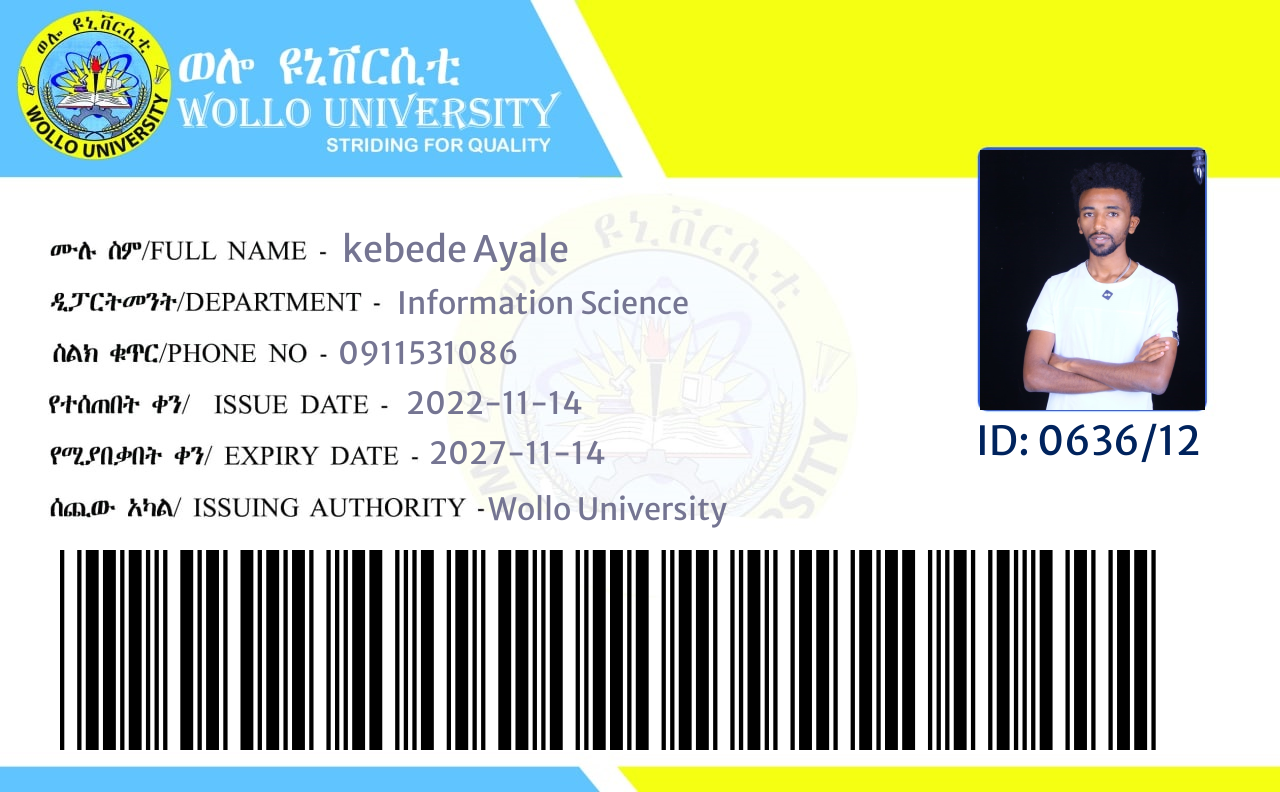 ወሎ ዩኒቨርሲቲ
WOLLO UNIVERSITY
ወሎ ዩኒቨርሲቲ
WOLLO UNIVERSITY
STRIDING FOR QUALITY
ሙሉ ስም/FULL NAME - kebede Ayale
ዲፓርትመንት/DEPARTMENT - Information Science
ስልክ ቁጥር/PHONE NO - 0911531086
የተሰጠበት ቀን/ ISSUE DATE - 2022-11-14
የሚያበቃበት ቀን/ EXPIRY DATE - 2027-11-14
ሰጪው አካል/ ISSUING AUTHORITY -Wollo University
ID: 0636/12